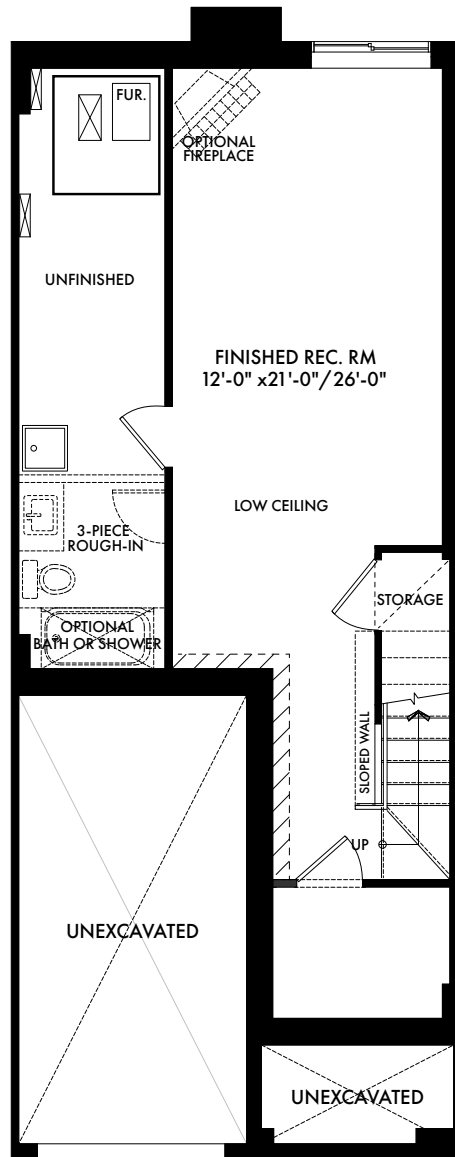 FUR.
OPTIONAL
FIREPLACE
UNFINISHED
FINISHED REC. RM
12'-0" x21'-0"/26'-0"
LOW CEILING
3-PIECE
ROUGH-IN
STORAGE
OPTIONAL
BATH OR SHOWER
SLOPED WALL
UP
UNEXCAVATED
UNEXCAVATED